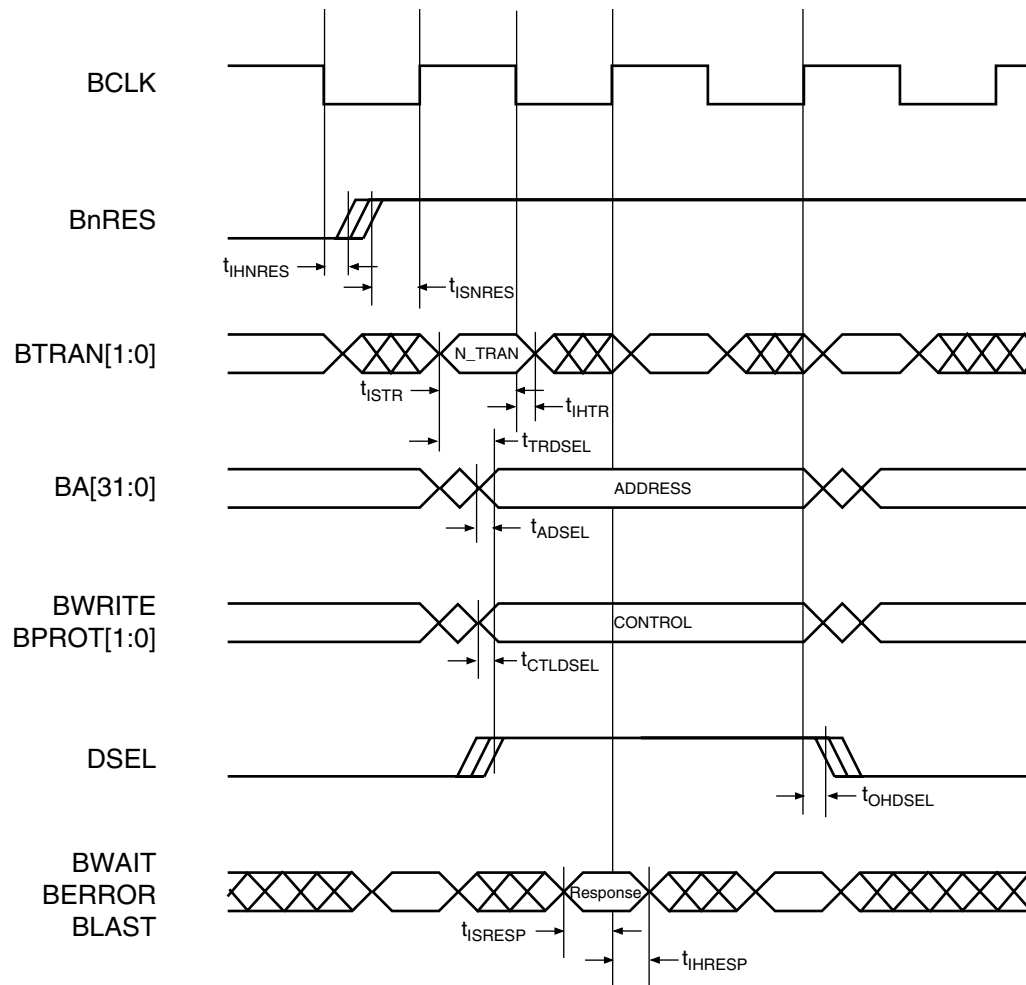 BCLK
BnRES
tIHNRES
tISNRES
BTRAN[1:0]
N_TRAN
tISTR
tIHTR
tTRDSEL
BA[31:0]
ADDRESS
tADSEL
BWRITE
BPROT[1:0]
CONTROL
tCTLDSEL
DSEL
tOHDSEL
BWAIT
BERROR
BLAST
Response
tISRESP
tIHRESP